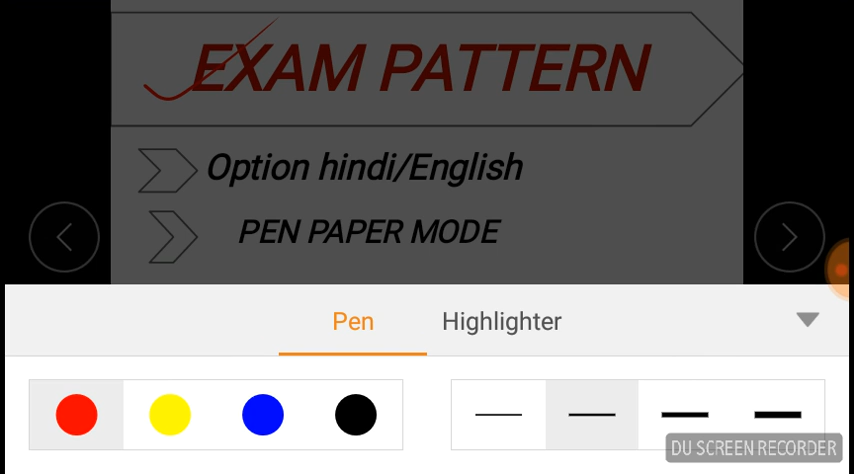 EXAM PATTERN
Option hindi/English
PEN PAPER MODE
Pen Highlighter
DU SCREEN RECORDER